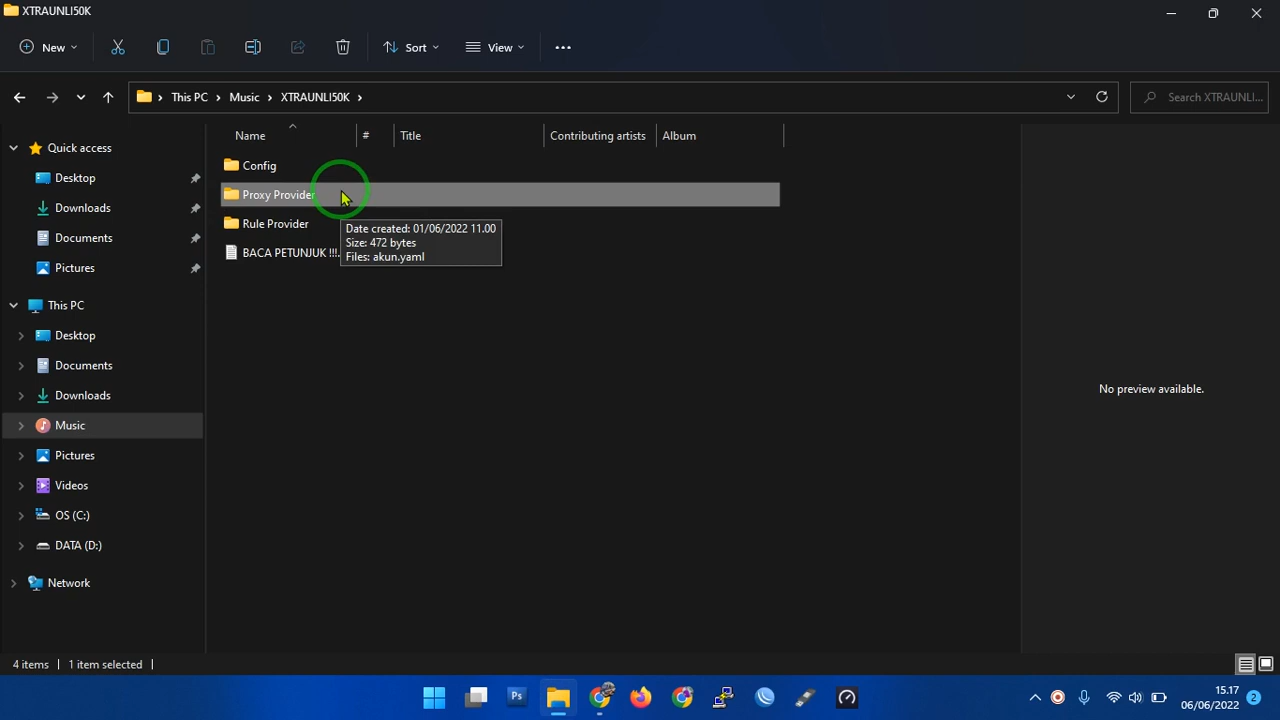 XTRAUNLI50K
New
Sort
View
This PC
Music
XTRAUNLI50K
Search XTRAUNLI...
Name
#
Title
Contributing artists
Album
Quick access
Desktop
Downloads
Documents
Pictures
This PC
Desktop
Documents
Downloads
Music
Pictures
Videos
OS (C:)
DATA (D:)
Network
Config
Proxy Provider
Rule Provider
BACA PETUNJUK !!!.
Date created: 01/06/2022 11.00
Size: 472 bytes
Files: akun.yaml
No preview available.
4 items
1 item selected
Ps
15.17
06/06/2022
2